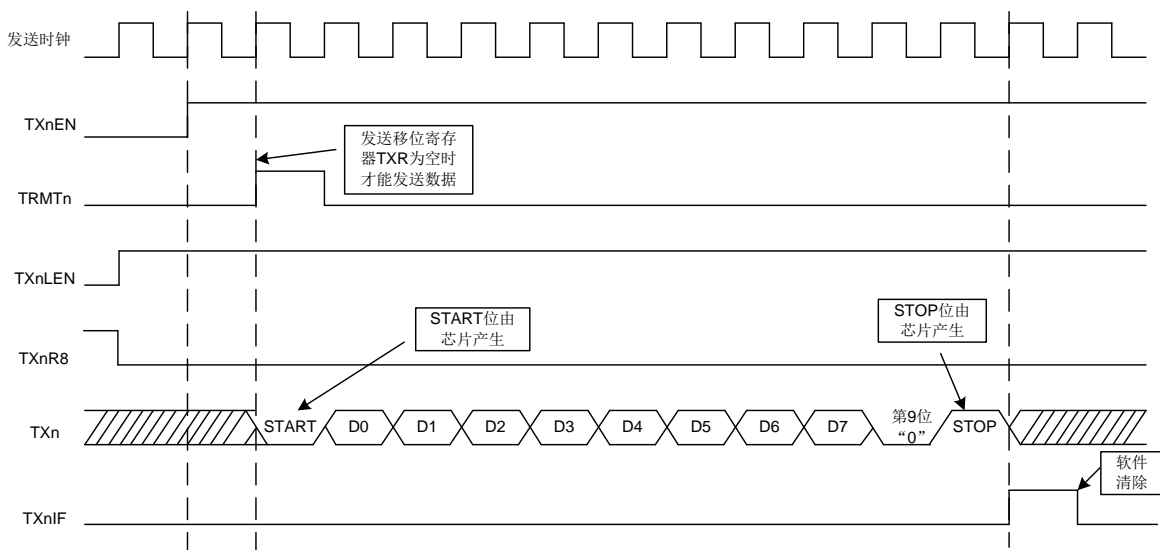 发送时钟
TXnEN
发送移位寄存
器TXR为空时
才能发送数据
TRMTn
TXnLEN
START位由
芯片产生
STOP位由
芯片产生
TXnR8
TXn
START
D0
D1
D2
D3
D4
D5
D6
D7
第9位
“0”
STOP
软件
清除
TXnIF